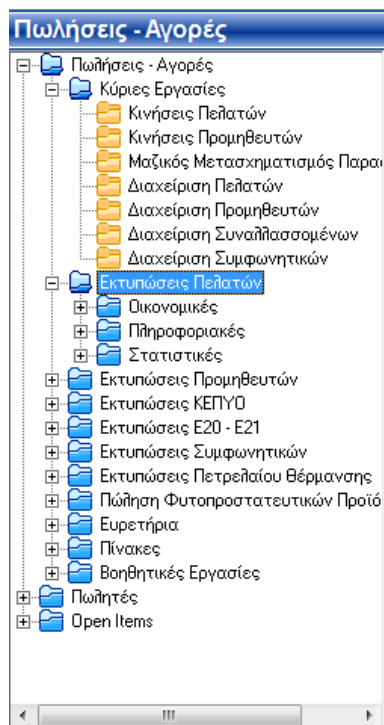 Πωλήσεις - Αγορές
Πωλήσεις - Αγορές
Κύριες Εργασίες
Κινήσεις Πελατών
Κινήσεις Προμηθευτών
Μαζικός Μετασχηματισμός
Διαχείριση Πελατών
Διαχείριση Προμηθευτών
Διαχείριση Συναλλασσομένων
Διαχείριση Συμφωνητικών
Εκτυπώσεις Πελατών
Οικονομικές
Πληροφοριακές
Στατιστικές
Εκτυπώσεις Προμηθευτών
Εκτυπώσεις ΚΕΠΥΟ
Εκτυπώσεις Ε20 - Ε21
Εκτυπώσεις Συμφωνητικών
Εκτυπώσεις Πετρελαίου Θέρμανσης
Πώληση Φυτοπροστατευτικών
Ευρετήρια
Πίνακες
Βοηθητικές Εργασίες
Πωλητές
Open Items